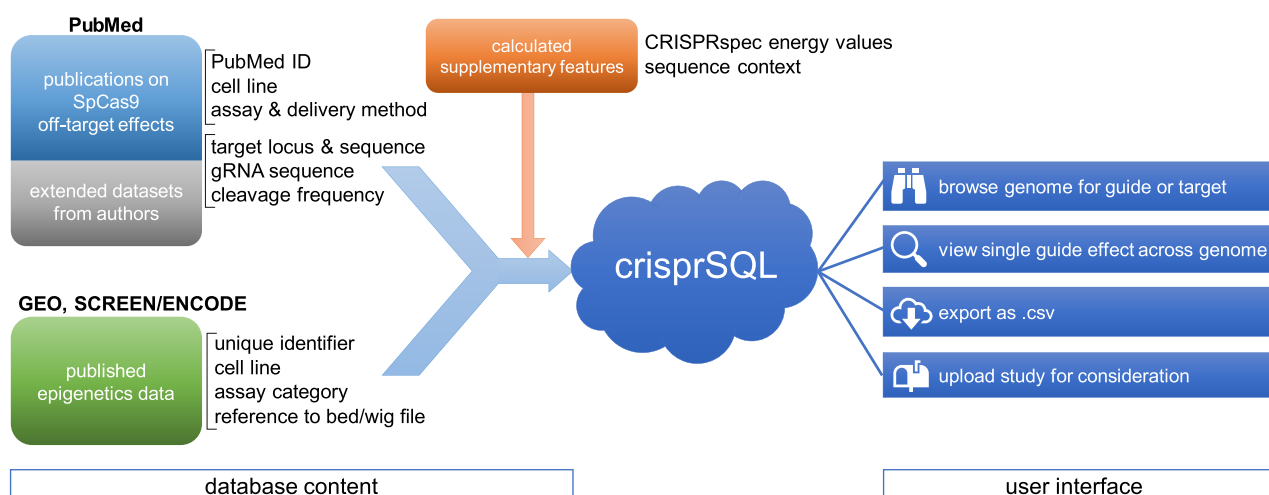 PubMed
publications on
SpCas9
off-target effects
extended datasets
from authors
PubMed ID
cell line
assay & delivery method
target locus & sequence
gRNA sequence
cleavage frequency
calculated
supplementary features
CRISPRspec energy values
sequence context
GEO, SCREEN/ENCODE
published
epigenetics data
unique identifier
cell line
assay category
reference to bed/wig file
crisprSQL
browse genome for guide or target
view single guide effect across genome
export as .csv
upload study for consideration
database content
user interface